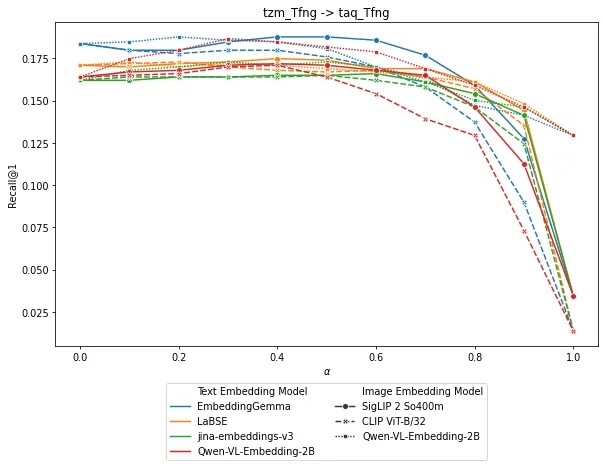 tzm_Tfng -> taq_Tfng
Recall@1
0.175
0.150
0.125
0.100
0.075
0.050
0.025
0.0 0.2 0.4 0.6 0.8 1.0
α
Text Embedding Model
EmbeddingGemma
LaBSE
jina-embeddings-v3
Qwen-VL-Embedding-2B
Image Embedding Model
SigLIP 2 So400m
CLIP ViT-B/32
Qwen-VL-Embedding-2B